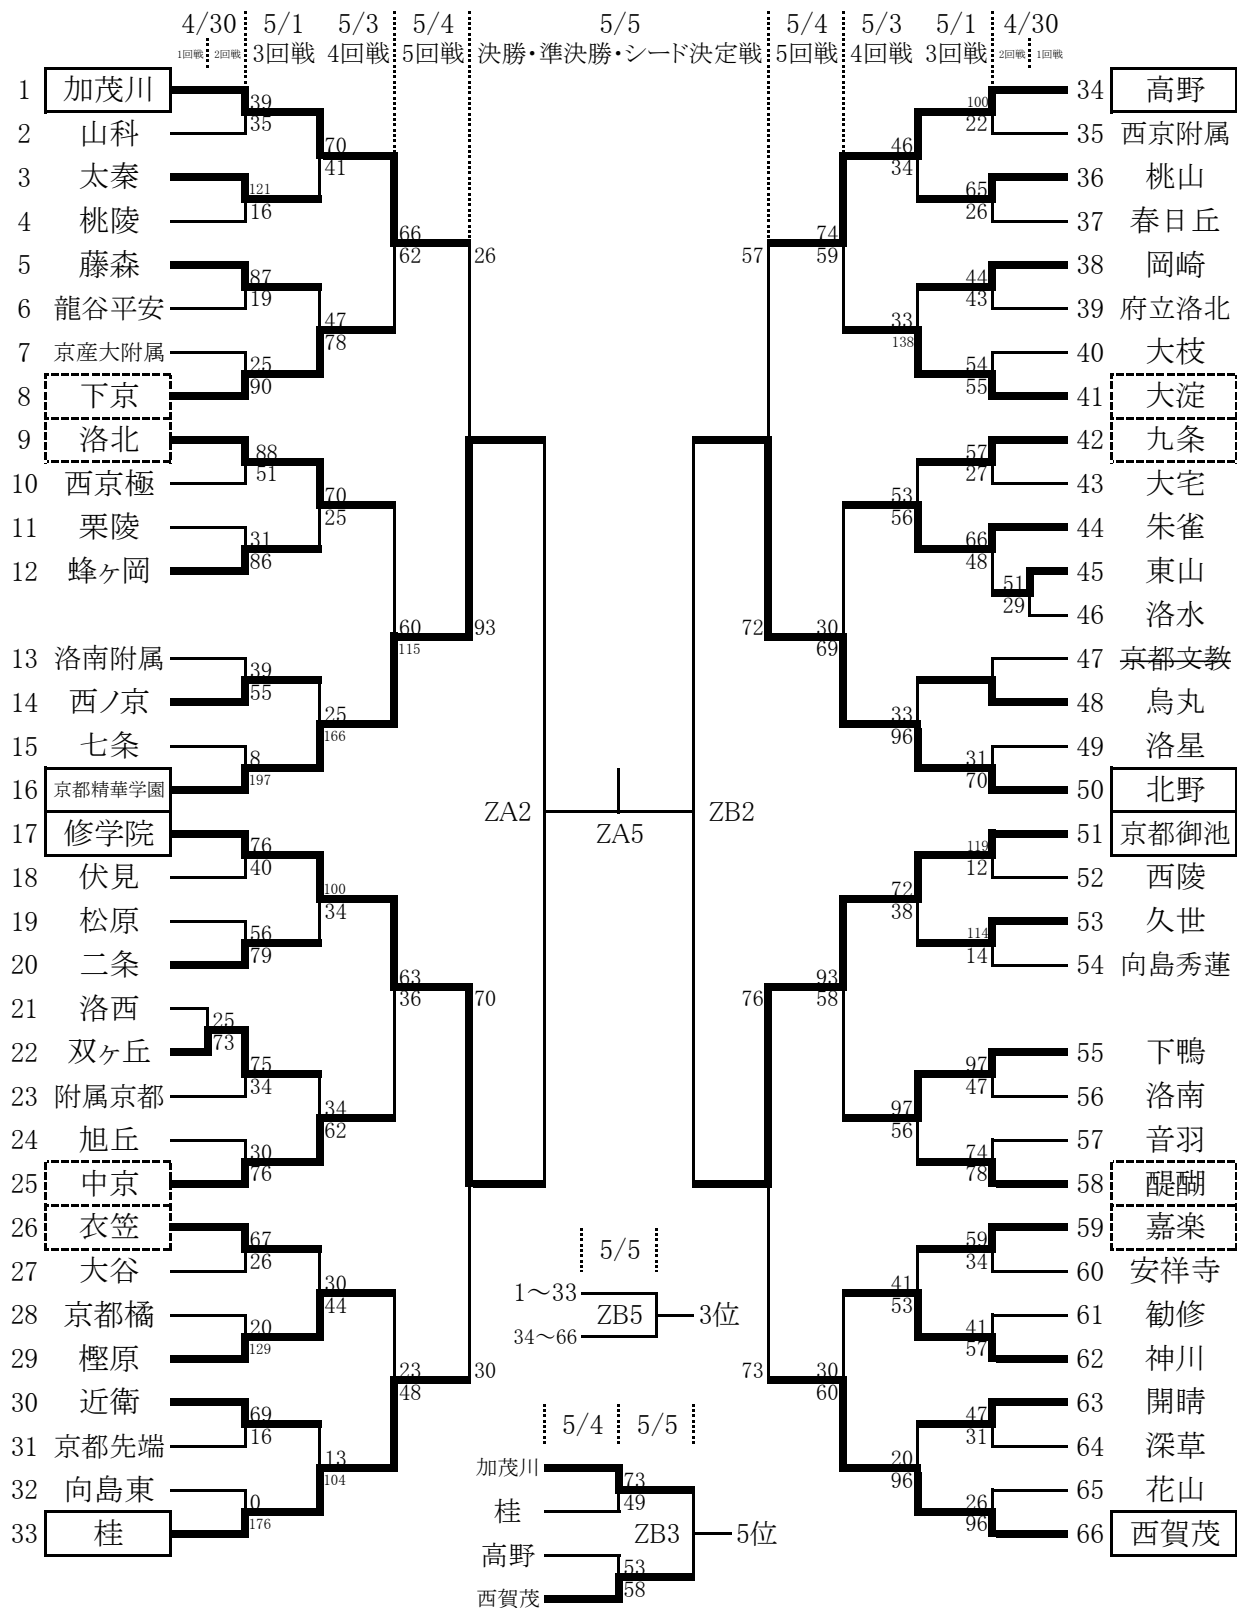 4/30 5/1 5/3 5/4 5/5 5/4 5/3 5/1 4/30
1回戦 2回戦 3回戦 4回戦 5回戦 決勝・準決勝・シード決定戦 5回戦 4回戦 3回戦 2回戦 1回戦
1 加茂川
39
35
2 山科
70
41
3 太秦
121
16
4 桃陵
66
62
5 藤森
87
19
6 龍谷平安
47
78
7 京産大附属
25
90
8 下京
26
9 洛北
88
51
10 西京極
70
25
11 栗陵
31
86
12 蜂ヶ岡
60
115
93
13 洛南附属
39
55
14 西ノ京
25
166
15 七条
8
197
16 京都精華学園
ZA2
17 修学院
76
40
18 伏見
100
34
19 松原
56
79
20 二条
63
36
70
21 洛西
25
73
22 双ヶ丘
75
34
23 附属京都
34
62
24 旭丘
30
76
25 中京
26 衣笠
67
26
27 大谷
30
44
28 京都橘
20
129
29 樫原
23
48
30
30 近衛
69
16
31 京都先端
13
104
32 向島東
0
176
33 桂
ZA5
5/5
1～33
34～66
ZB5
3位
5/4 5/5
加茂川
73
49
桂
ZB3
5位
高野
53
58
西賀茂
34 高野
100
22
35 西京附属
46
34
36 桃山
65
26
37 春日丘
74
59
57
38 岡崎
44
43
39 府立洛北
33
138
40 大枝
54
55
41 大淀
42 九条
57
27
43 大宅
53
56
44 朱雀
66
48
45 東山
51
29
46 洛水
30
69
72
47 京都文教
48 烏丸
33
96
49 洛星
31
70
50 北野
ZB2
51 京都御池
119
12
52 西陵
72
38
53 久世
114
14
54 向島秀蓮
93
58
76
55 下鴨
97
47
56 洛南
97
56
57 音羽
74
78
58 醍醐
59 嘉楽
59
34
60 安祥寺
41
53
61 勧修
41
57
62 神川
30
60
73
63 開晴
47
31
64 深草
20
96
65 花山
26
96
66 西賀茂